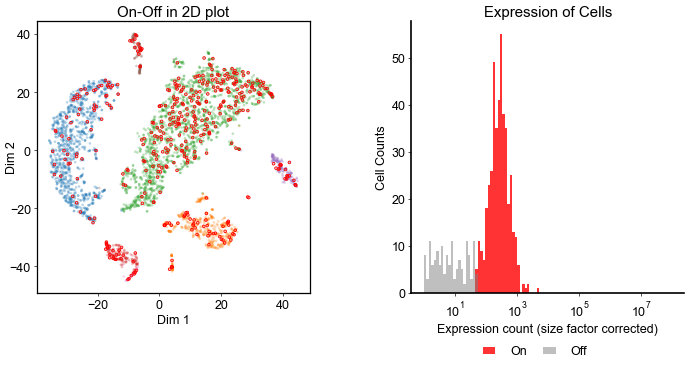 On-Off in 2D plot
40
20
0
−20
−40
Dim 2
−20
0
20
40
Dim 1
Expression of Cells
50
40
30
20
10
0
Cell Counts
10^1
10^3
10^5
10^7
Expression count (size factor corrected)
On
Off